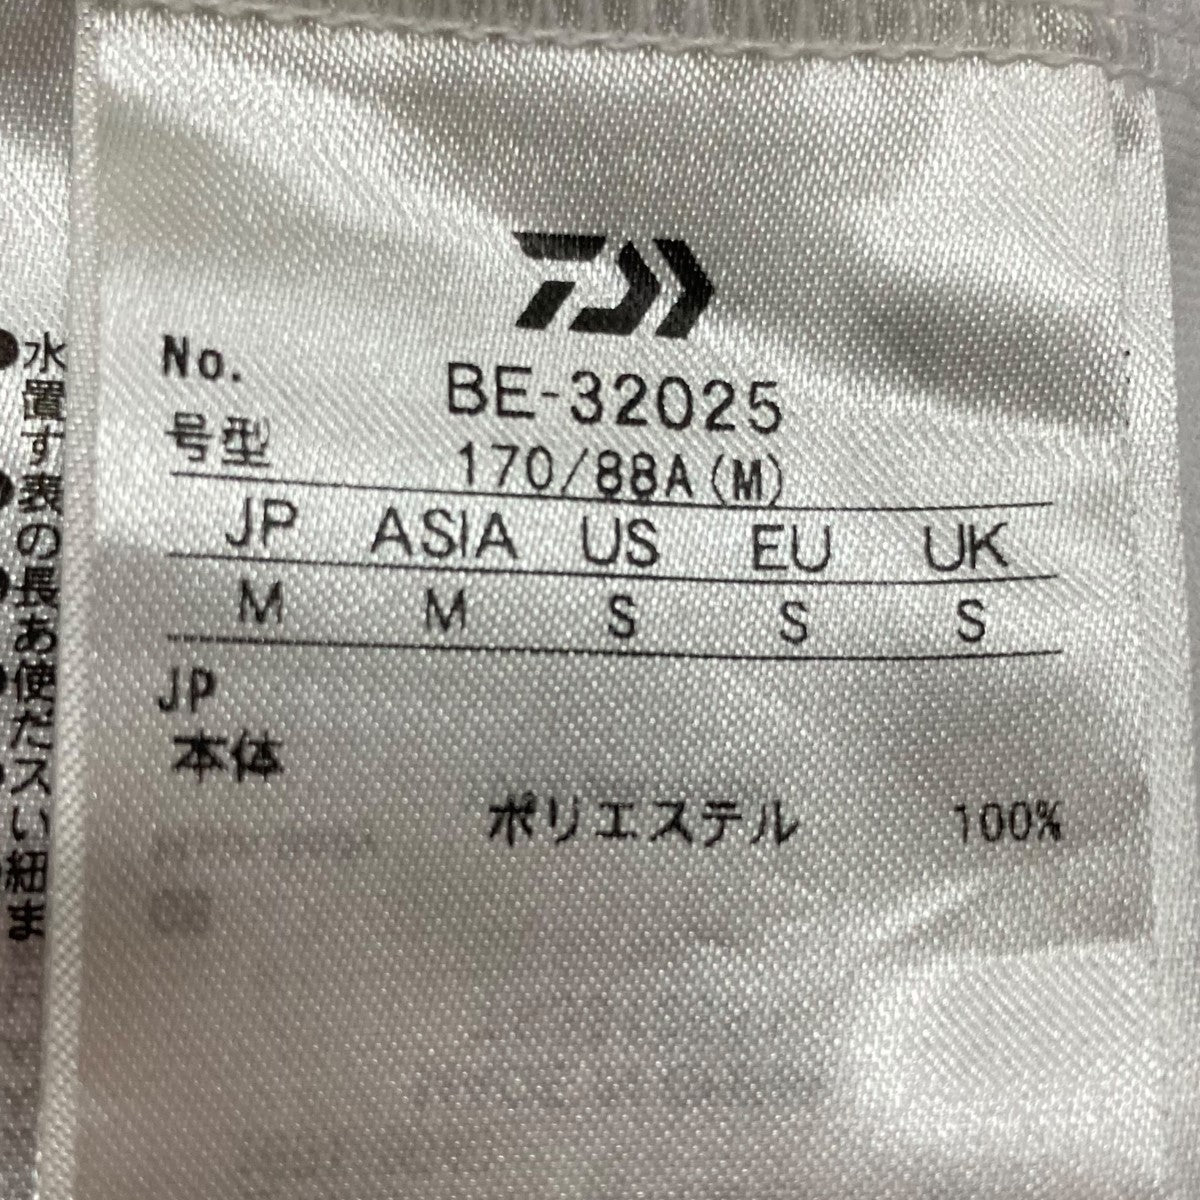 No. BE-32025
号型 170/88A(M)
JP ASIA US EU UK
M M S S S
JP
本体
ポリエステル 100%
水
置
す
表
の
長
あ
使
た
ス
い
細
ま